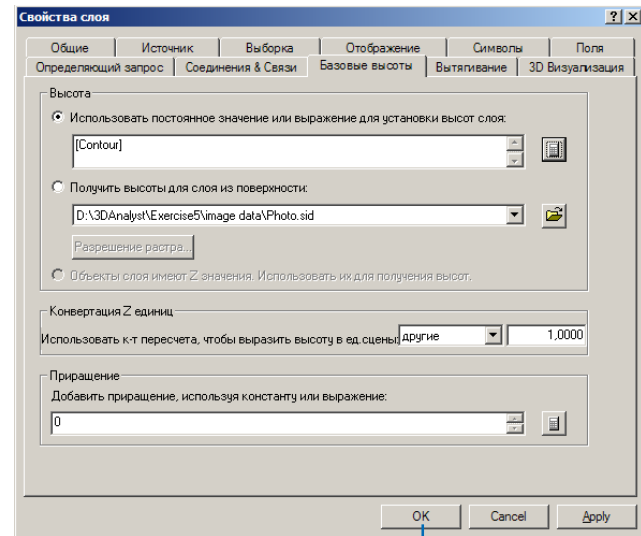 Свойства слоя
Общие Источник Выборка Отображение Символы Поля
Определяющий запрос Соединения & Связи Базовые высоты Вытягивание 3D Визуализация
Высота
Использовать постоянное значение или выражение для установки высот слоя:
[Contour]
Получить высоты для слоя из поверхности:
D:\3DAnalyst\Exercise5\image data\Photo.sid
Разрешение растра...
Объекты слоя имеют Z значения. Использовать их для получения высот.
Конвертация Z единиц
Использовать к-т пересчета, чтобы выразить высоту в ед.сцены: другие 1,0000
Приращение
Добавить приращение, используя константу или выражение:
0
OK Cancel Apply